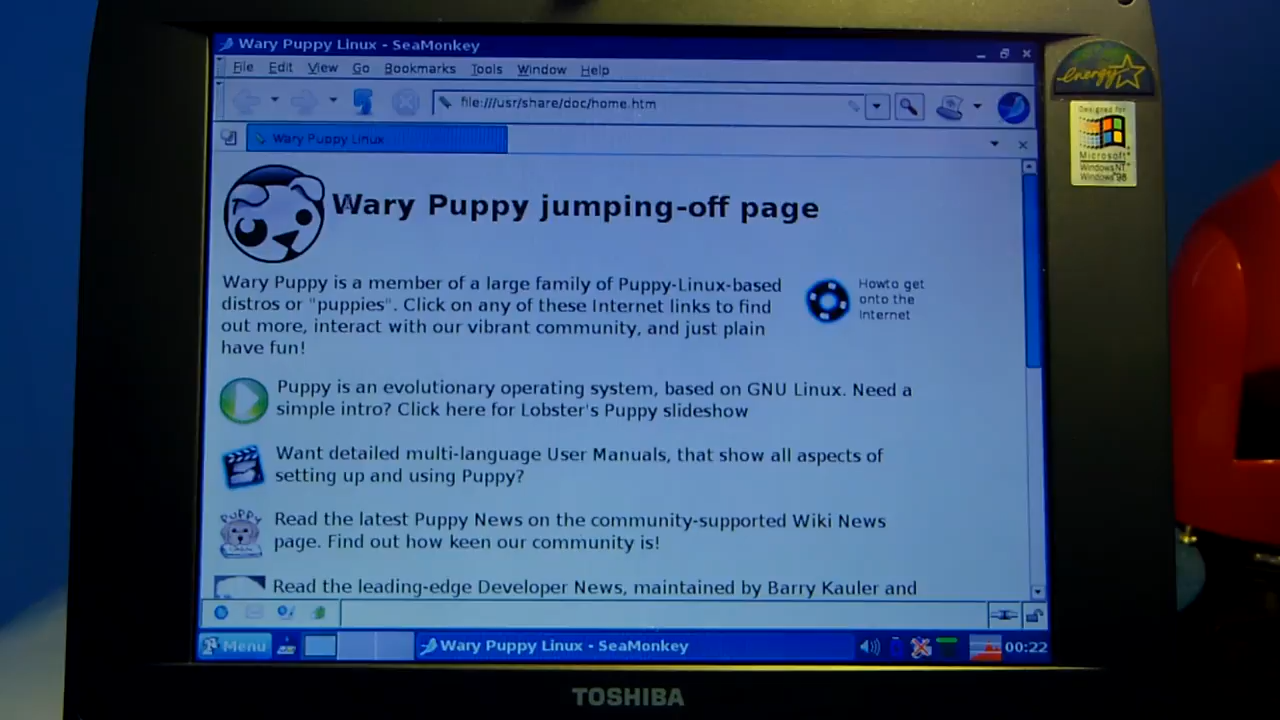 Wary Puppy Linux - SeaMonkey
File Edit View Go Bookmarks Tools Window Help
file:///usr/share/doc/home.htm
Wary Puppy Linux
Wary Puppy jumping-off page
Wary Puppy is a member of a large family of Puppy-Linux-based
distros or "puppies". Click on any of these Internet links to find
out more, interact with our vibrant community, and just plain
have fun!
Howto get
onto the
Internet
Puppy is an evolutionary operating system, based on GNU Linux. Need a
simple intro? Click here for Lobster's Puppy slideshow
Want detailed multi-language User Manuals, that show all aspects of
setting up and using Puppy?
PUPPY
Read the latest Puppy News on the community-supported Wiki News
page. Find out how keen our community is!
Read the leading-edge Developer News, maintained by Barry Kauler and
Menu
Wary Puppy Linux - SeaMonkey
00:22
TOSHIBA
energy
Designed for
Microsoft
Windows NT
Windows 98